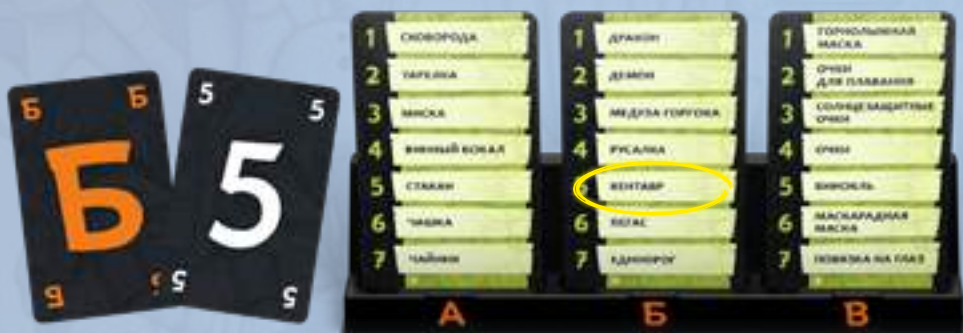 Б Б
Б
Б Б
5 5
5
5 5
1 СКОВОРОДА
2 ТАРЕЛКА
3 МИСКА
4 ВИННЫЙ БОКАЛ
5 СТАКАН
6 ЧАШКА
7 ЧАЙНИК
А
1 ДРАКОН
2 ДЕМОН
3 МЕДУЗА ГОРГОНА
4 РУСАЛКА
5 КЕНТАВР
6 ПЕГАС
7 ЕДИНОРОГ
Б
1 ГОРНОЛЫЖНАЯ
МАСКА
2 ОЧКИ
ДЛЯ ПЛАВАНИЯ
3 СОЛНЦЕЗАЩИТНЫЕ
ОЧКИ
4 ОЧКИ
5 БИНОКЛЬ
6 МАСКАРАДНАЯ
МАСКА
7 ПОВЯЗКА НА ГЛАЗ
В